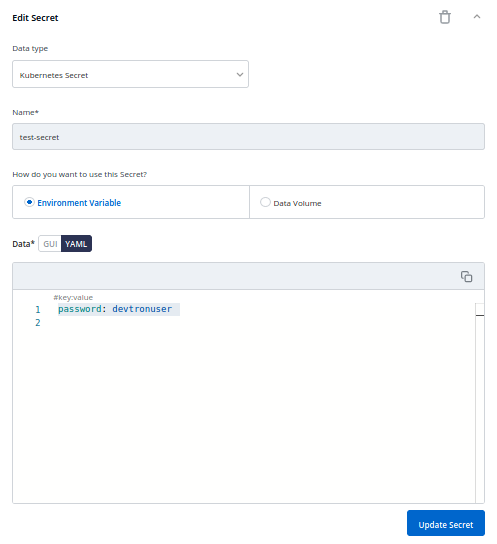 Edit Secret
Data type
Kubernetes Secret
Name*
test-secret
How do you want to use this Secret?
Environment Variable
Data Volume
Data* GUI YAML
#key:value
1 password: devtronuser
2
Update Secret